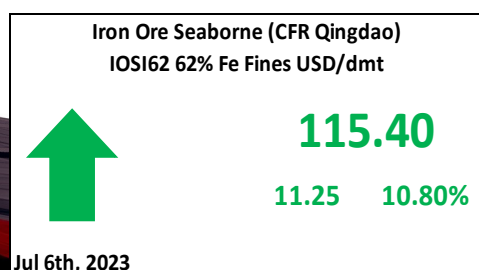 Iron Ore Seaborne (CFR Qingdao)
IOSI62 62% Fe Fines USD/dmt
115.40
11.25 10.80%
Jul 6th, 2023